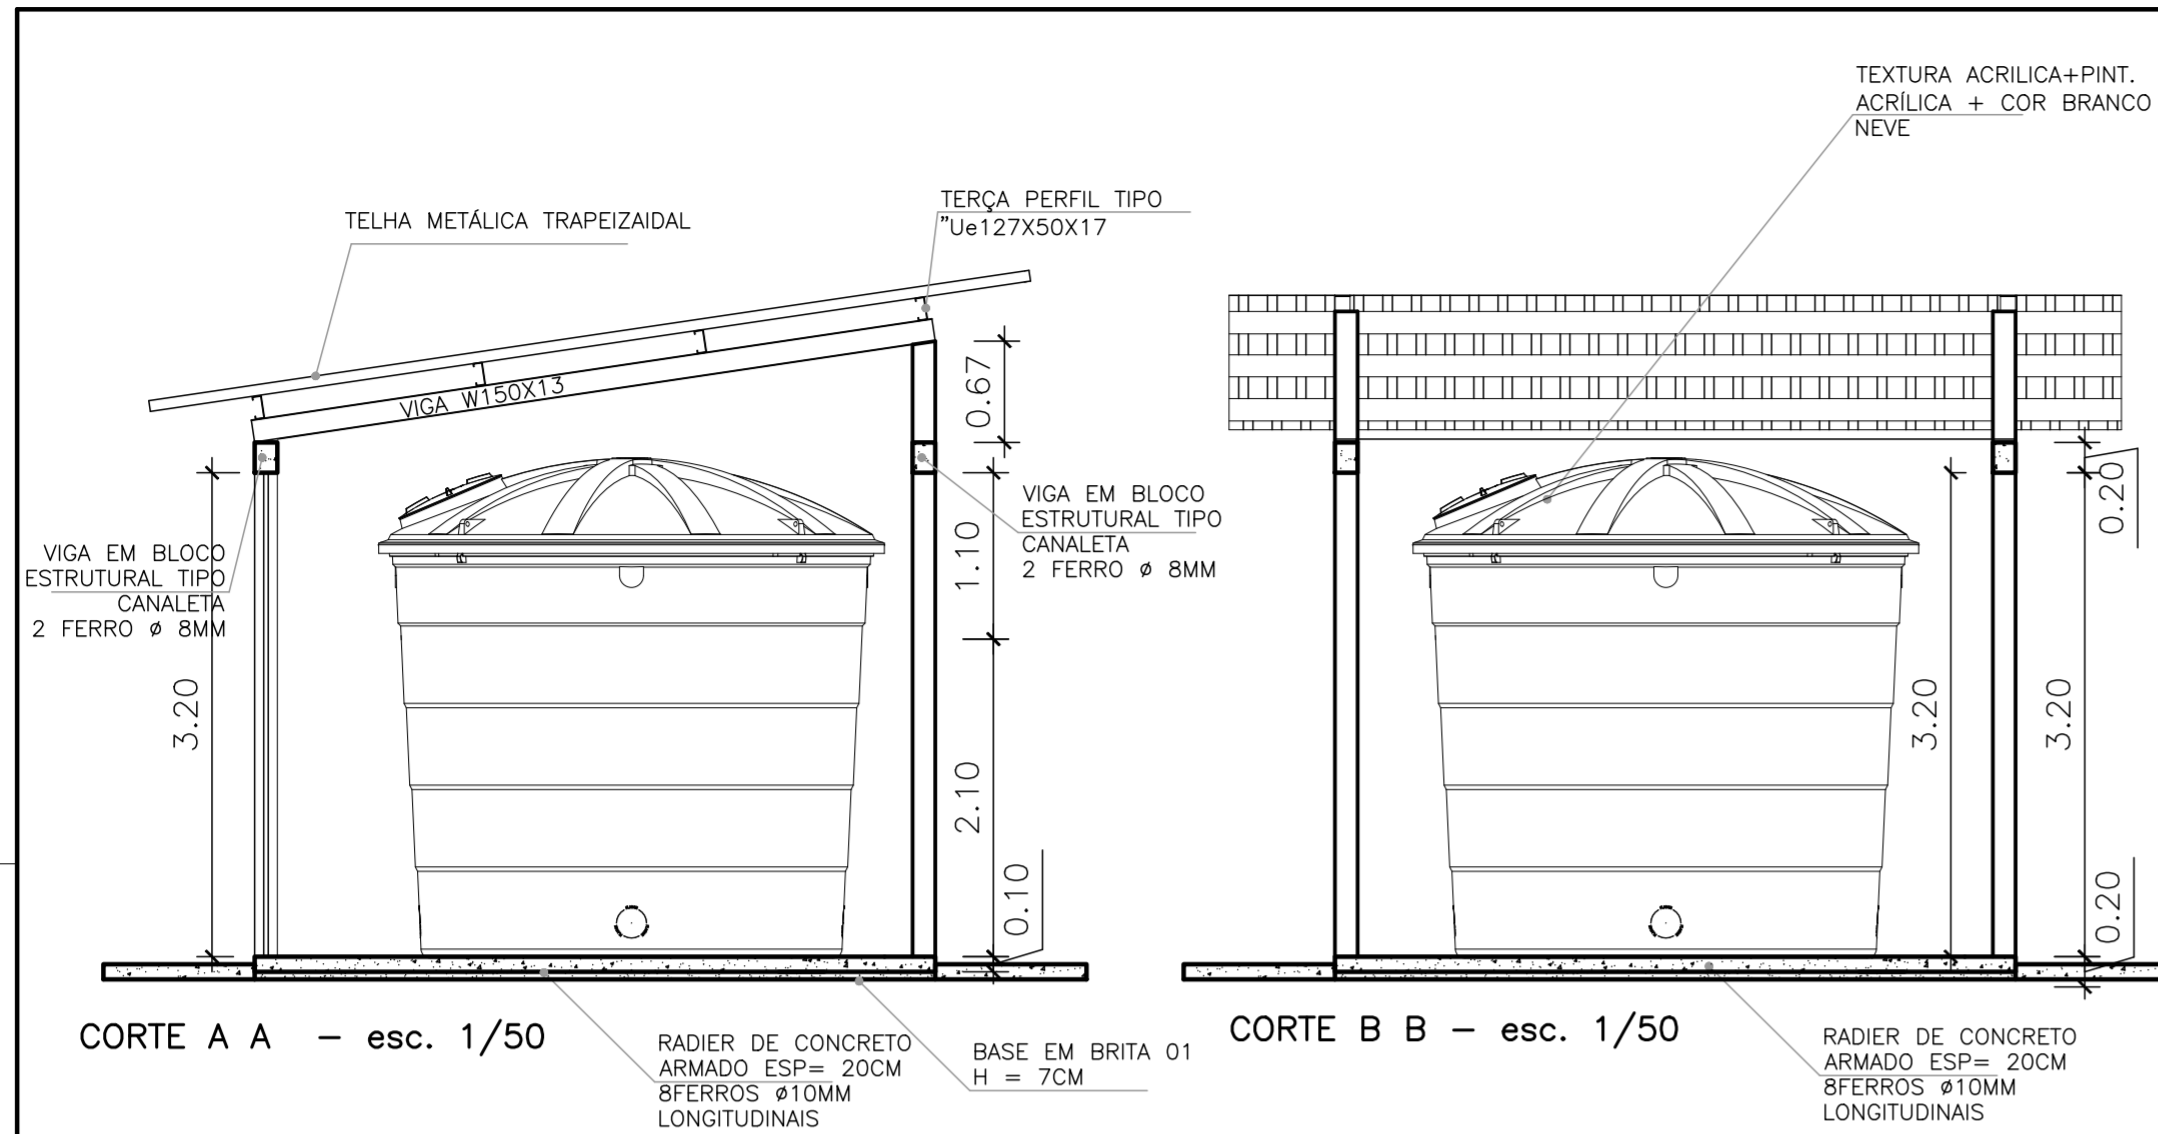 TEXTURA ACRILICA+PINT.
ACRÍLICA + COR BRANCO
NEVE
TELHA METÁLICA TRAPEIZAIDAL
TERÇA PERFIL TIPO
"Ue127X50X17
VIGA W150X13
0.67
VIGA EM BLOCO
ESTRUTURAL TIPO
CANALETA
2 FERRO ø 8MM
3.20
VIGA EM BLOCO
ESTRUTURAL TIPO
CANALETA
2 FERRO ø 8MM
1.10
2.10
0.10
0.20
3.20
3.20
0.20
CORTE A A – esc. 1/50
RADIER DE CONCRETO
ARMADO ESP= 20CM
8FERROS ø10MM
LONGITUDINAIS
BASE EM BRITA 01
H = 7CM
CORTE B B – esc. 1/50
RADIER DE CONCRETO
ARMADO ESP= 20CM
8FERROS ø10MM
LONGITUDINAIS